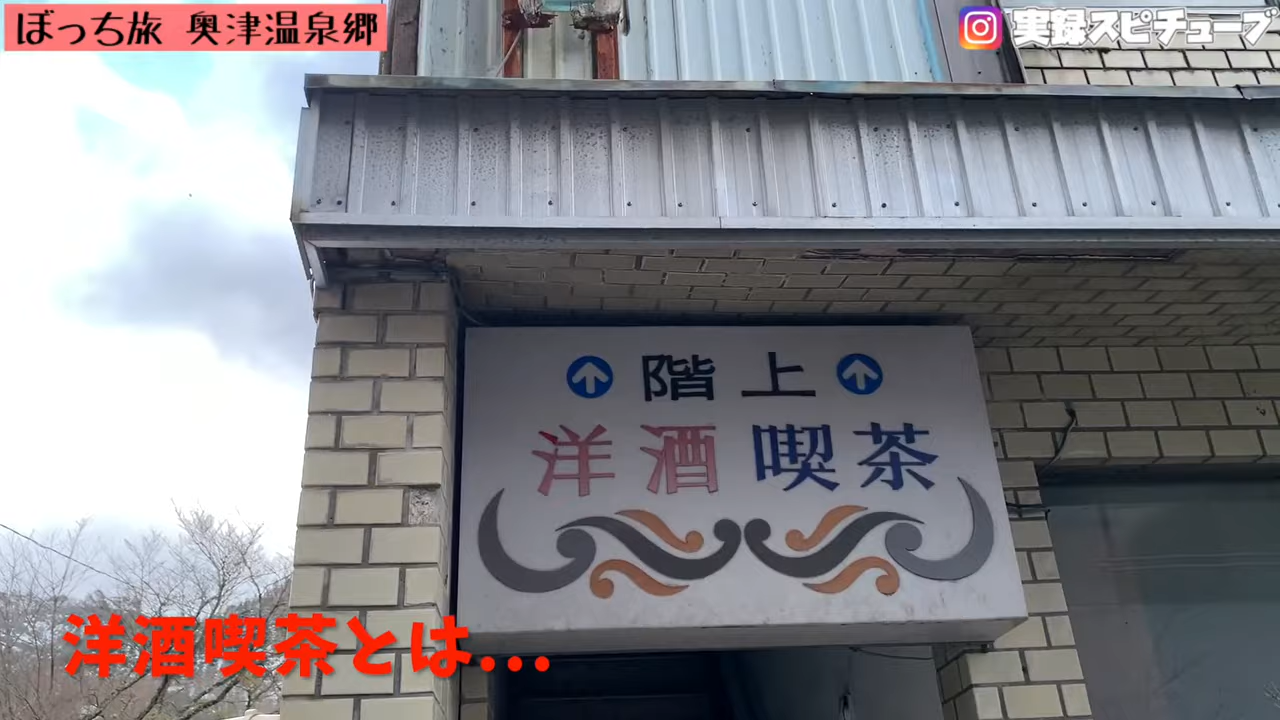 ぼっち旅 奥津温泉郷
実録スピチューブ
階上
洋酒喫茶
洋酒喫茶とは...